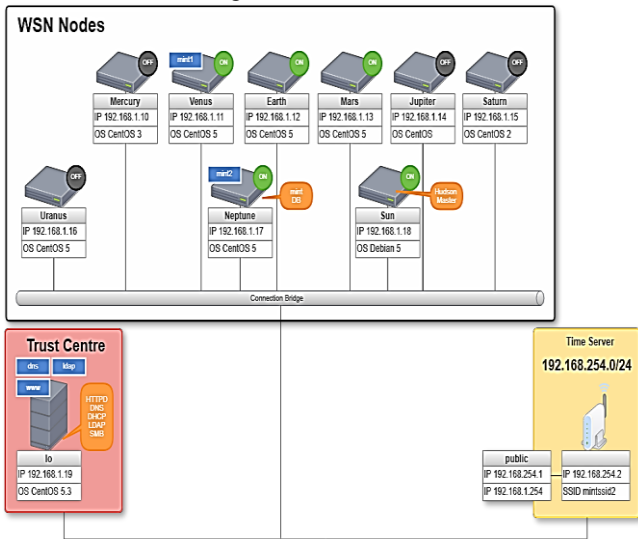 WSN Nodes
OFF
mint1
ON
ON
ON
OFF
OFF
Mercury
IP 192.168.1.10
OS CentOS 3
Venus
IP 192.168.1.11
OS CentOS 5
Earth
IP 192.168.1.12
OS CentOS 5
Mars
IP 192.168.1.13
OS CentOS 5
Jupiter
IP 192.168.1.14
OS CentOS
Saturn
IP 192.168.1.15
OS CentOS 2
OFF
mint2
ON
mint
DB
ON
Hudson
Master
Uranus
IP 192.168.1.16
OS CentOS 5
Neptune
IP 192.168.1.17
OS CentOS 5
Sun
IP 192.168.1.18
OS Debian 5
Connection Bridge
Trust Centre
dns
ldap
www
HTTPD
DNS
DHCP
LDAP
SMB
Io
IP 192.168.1.19
OS CentOS 5.3
Time Server
192.168.254.0/24
public
IP 192.168.254.1
IP 192.168.1.254
IP 192.168.254.2
SSID mintssid2